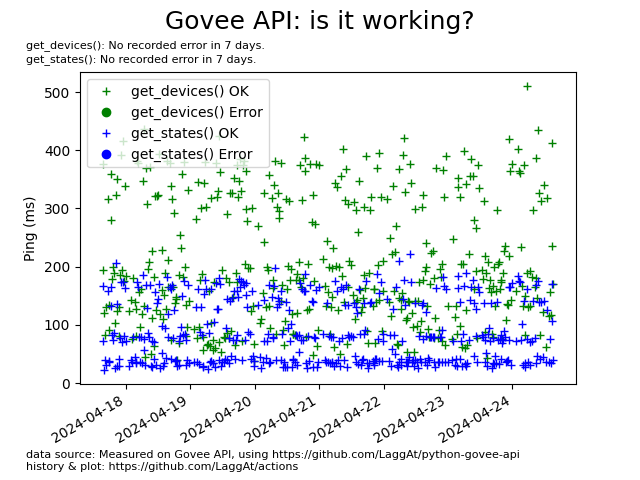 Govee API: is it working?
get_devices(): No recorded error in 7 days.
get_states(): No recorded error in 7 days.
get_devices() OK
get_devices() Error
get_states() OK
get_states() Error
Ping (ms)
500
400
300
200
100
0
2024-04-18
2024-04-19
2024-04-20
2024-04-21
2024-04-22
2024-04-23
2024-04-24
data source: Measured on Govee API, using https://github.com/LaggAt/python-govee-api
history & plot: https://github.com/LaggAt/actions